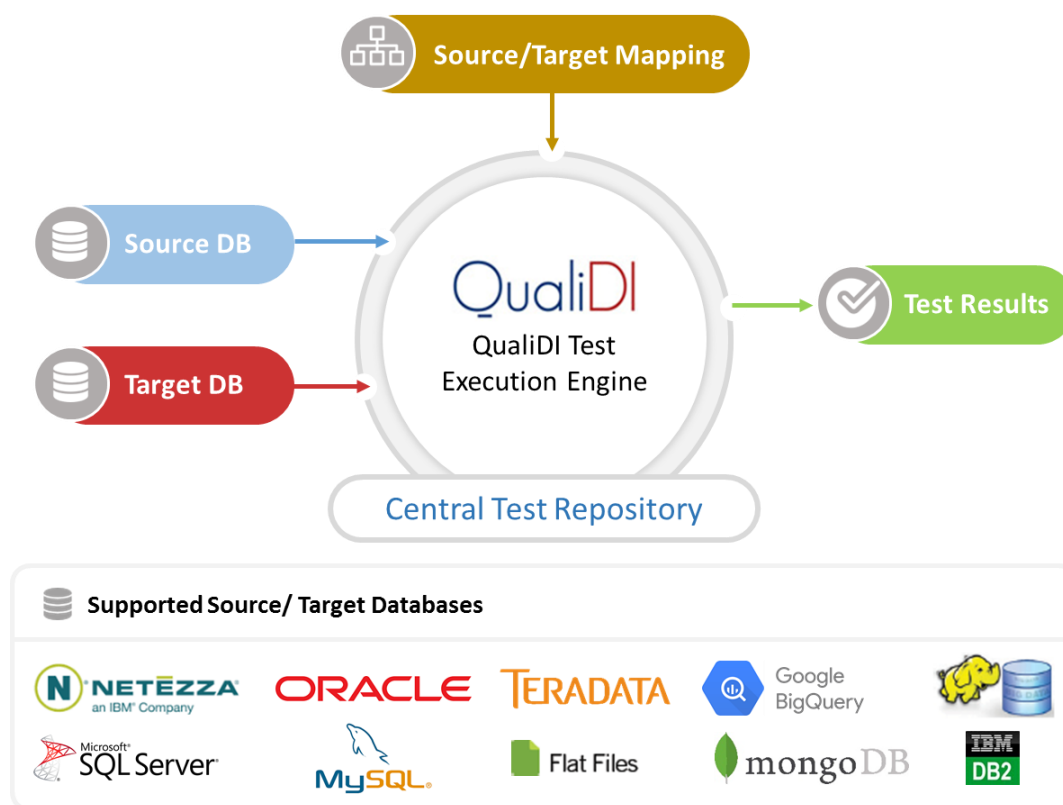 Source/Target Mapping
Source DB
QualiDI
QualiDI Test
Execution Engine
Test Results
Target DB
Central Test Repository
Supported Source/ Target Databases
N NETEZZA®
an IBM® Company
ORACLE
TERADATA
Google
BigQuery
Microsoft®
SQL Server®
MySQL®
Flat Files
mongoDB
IBM
DB2